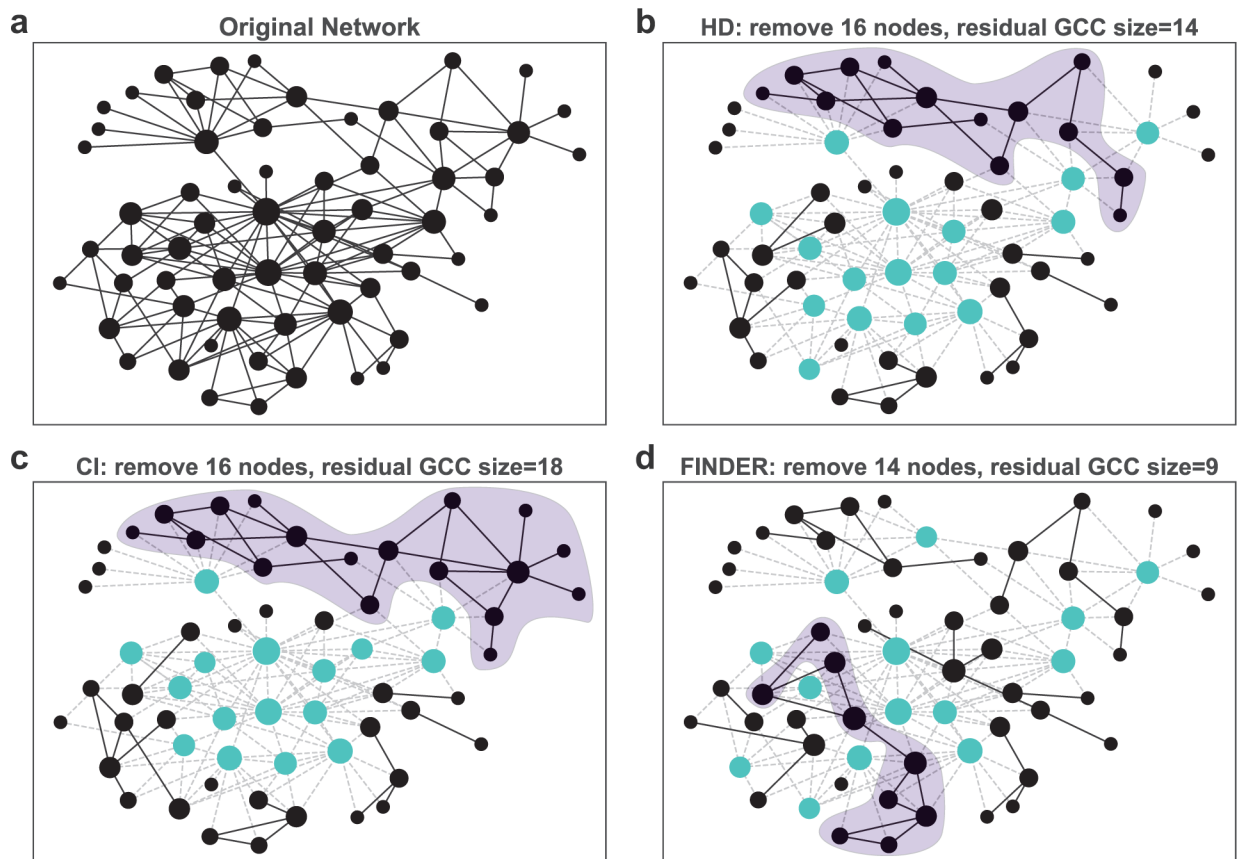 a
Original Network
b
HD: remove 16 nodes, residual GCC size=14
c
CI: remove 16 nodes, residual GCC size=18
d
FINDER: remove 14 nodes, residual GCC size=9